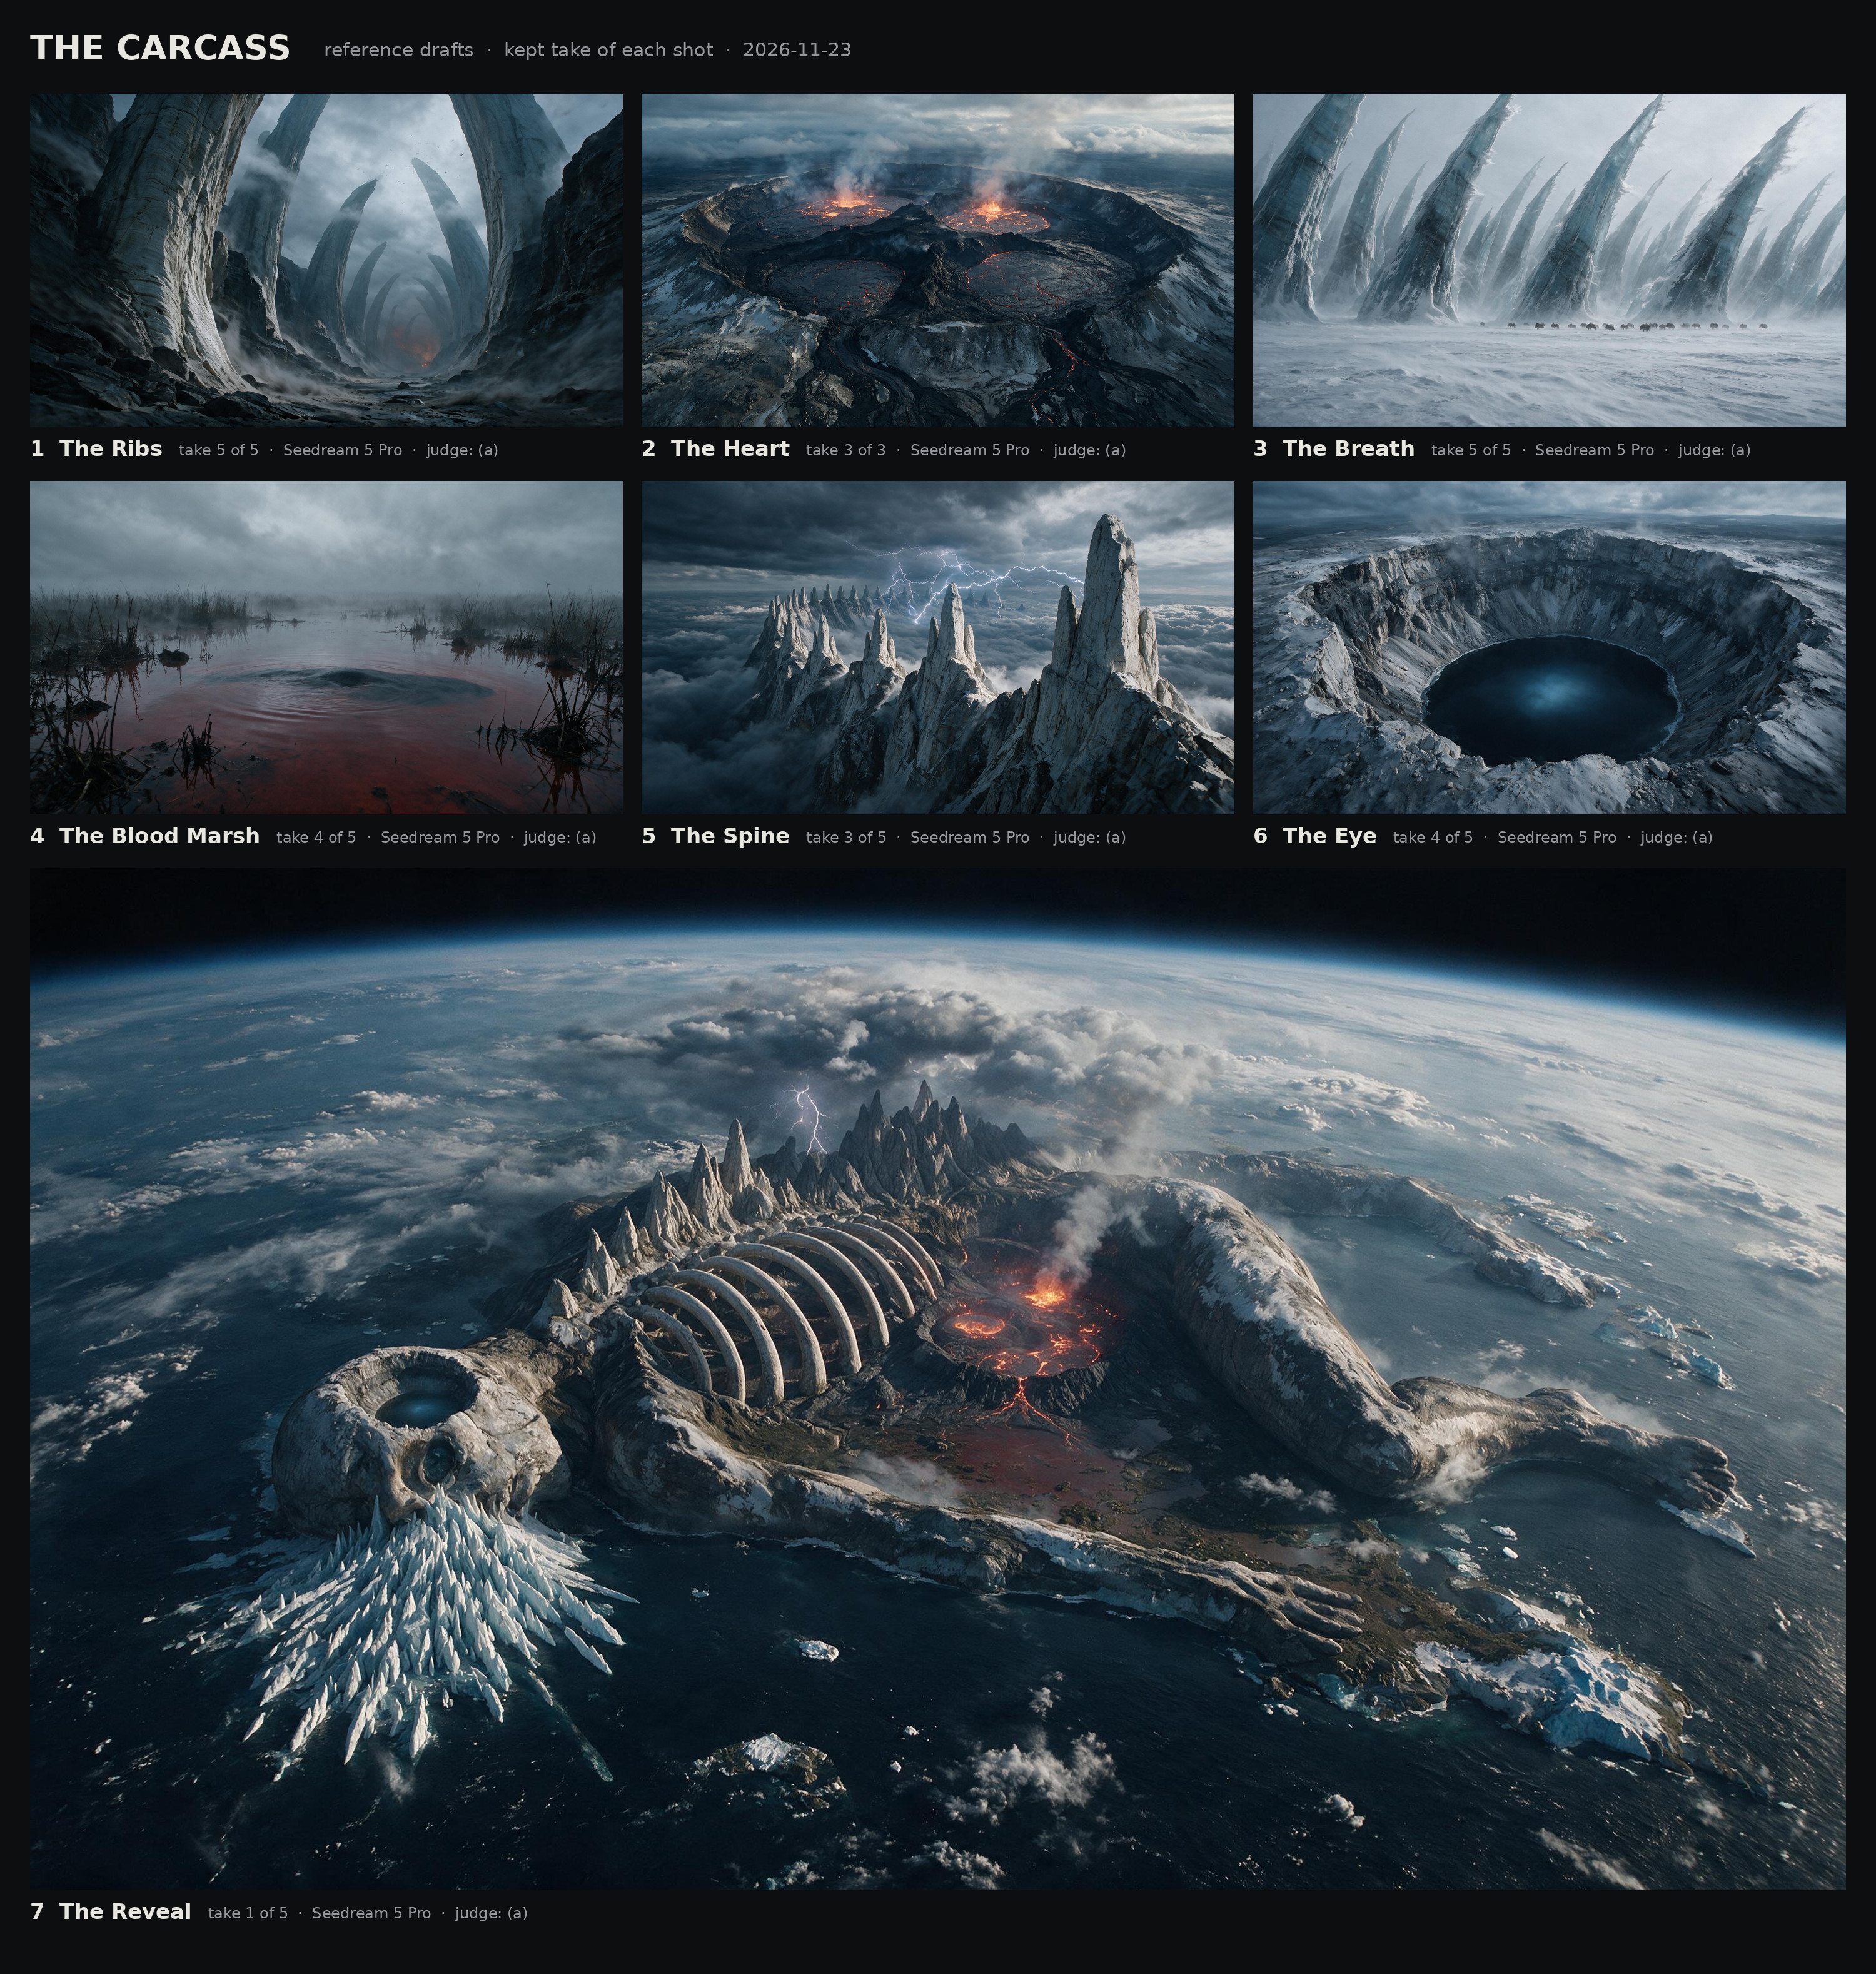 THE CARCASS reference drafts · kept take of each shot · 2026-11-23
1 The Ribs take 5 of 5 · Seedream 5 Pro · judge: (a)
2 The Heart take 3 of 3 · Seedream 5 Pro · judge: (a)
3 The Breath take 5 of 5 · Seedream 5 Pro · judge: (a)
4 The Blood Marsh take 4 of 5 · Seedream 5 Pro · judge: (a)
5 The Spine take 3 of 5 · Seedream 5 Pro · judge: (a)
6 The Eye take 4 of 5 · Seedream 5 Pro · judge: (a)
7 The Reveal take 1 of 5 · Seedream 5 Pro · judge: (a)